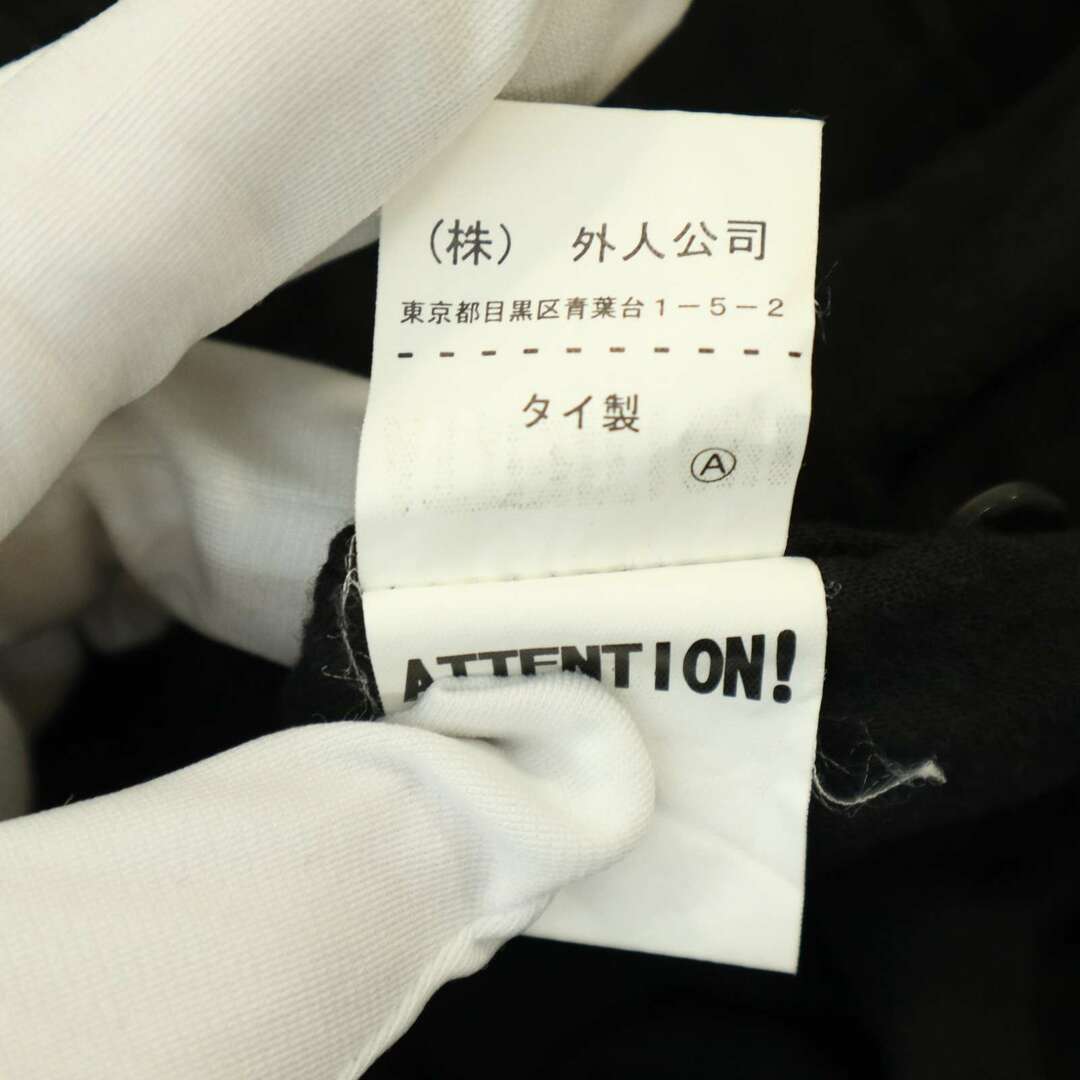 (株) 外人公司
東京都目黒区青葉台1-5-2
タイ製
Ⓐ
ATTENTION!